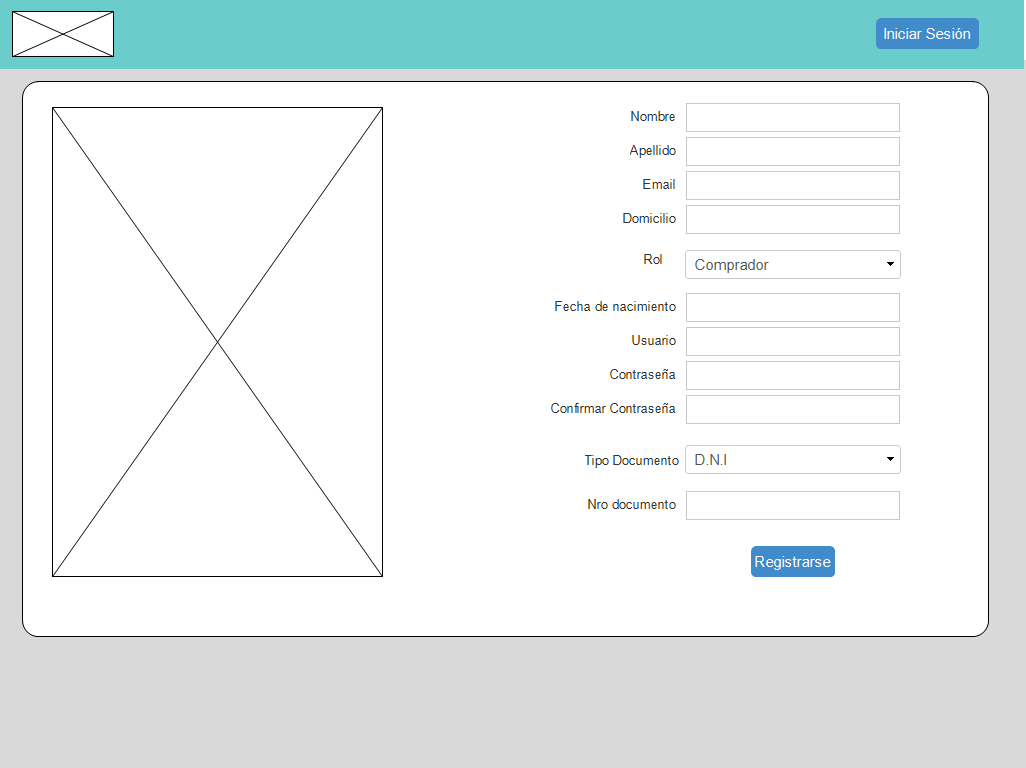 Iniciar Sesión
Nombre
Apellido
Email
Domicilio
Rol Comprador
Fecha de nacimiento
Usuario
Contraseña
Confirmar Contraseña
Tipo Documento D.N.I
Nro documento
Registrarse